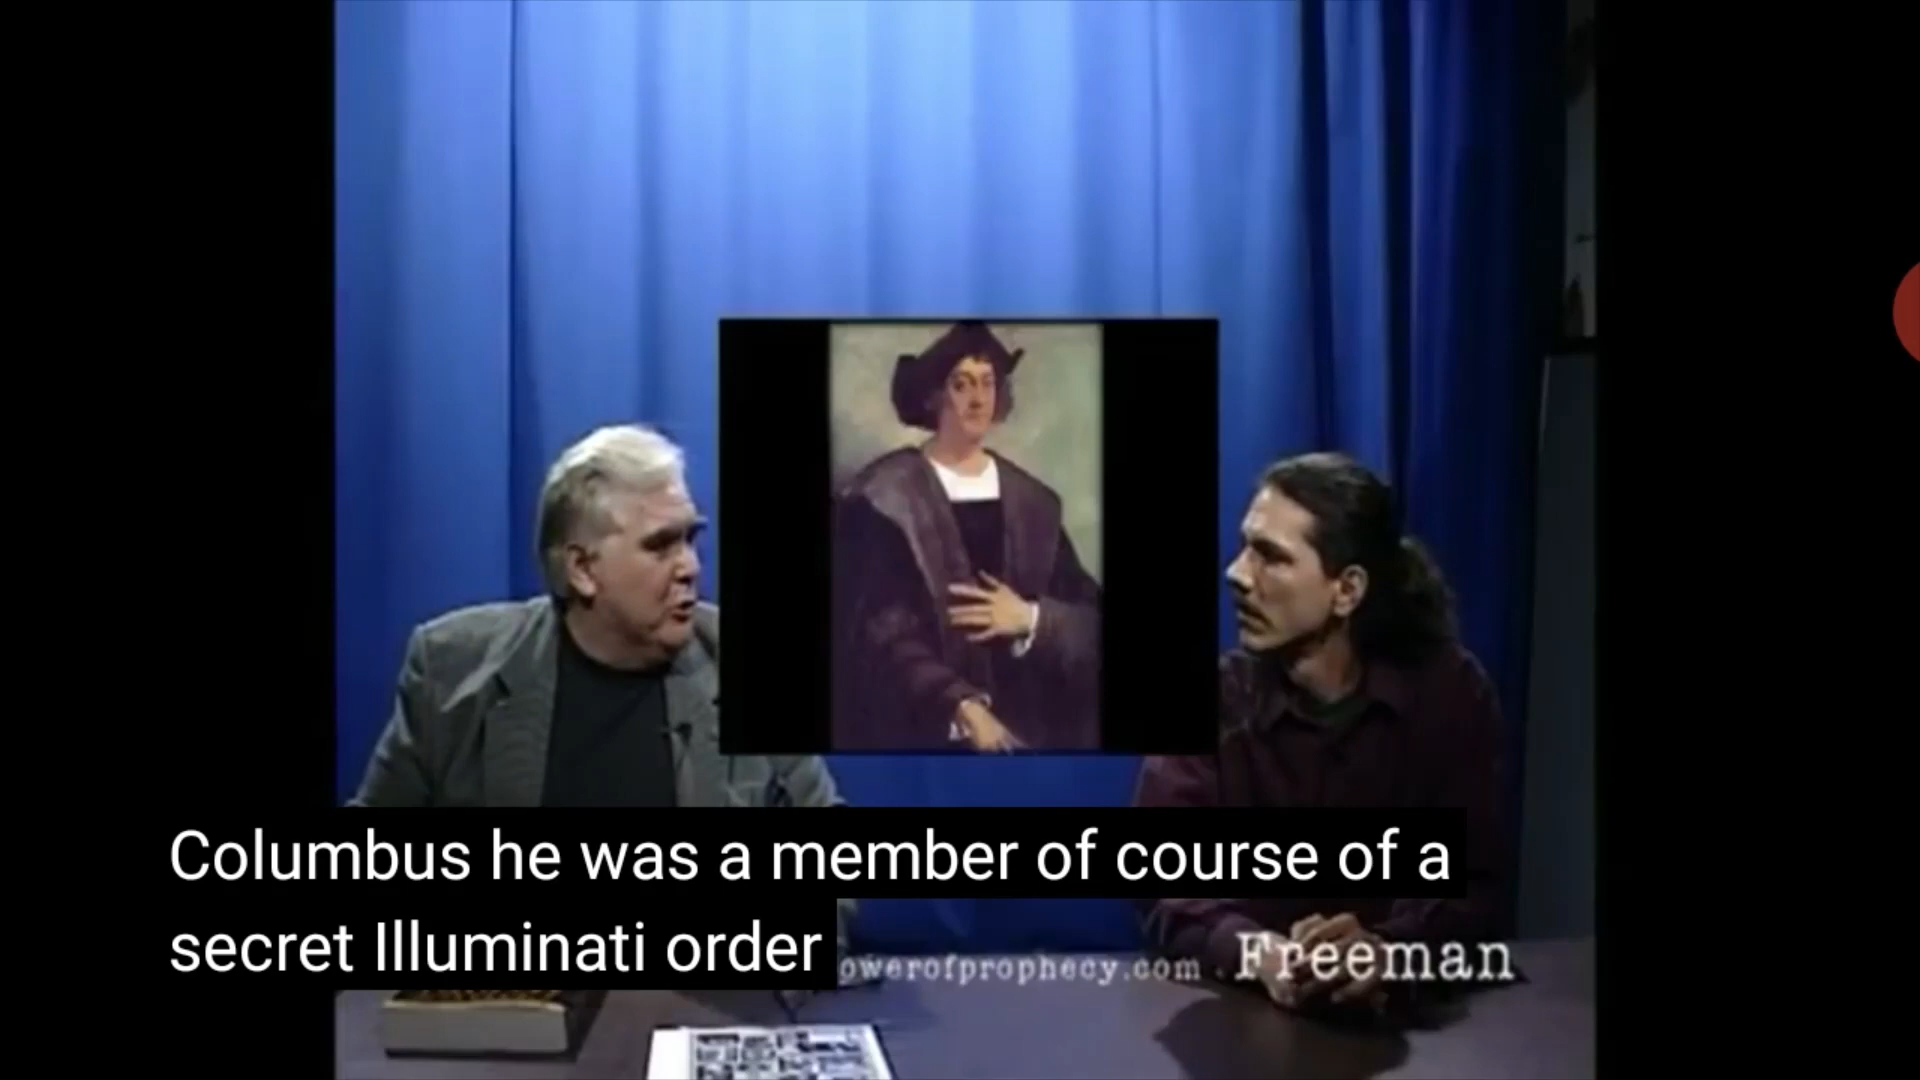 Columbus he was a member of course of a
secret Illuminati order
owerofprophecy.com . Freeman